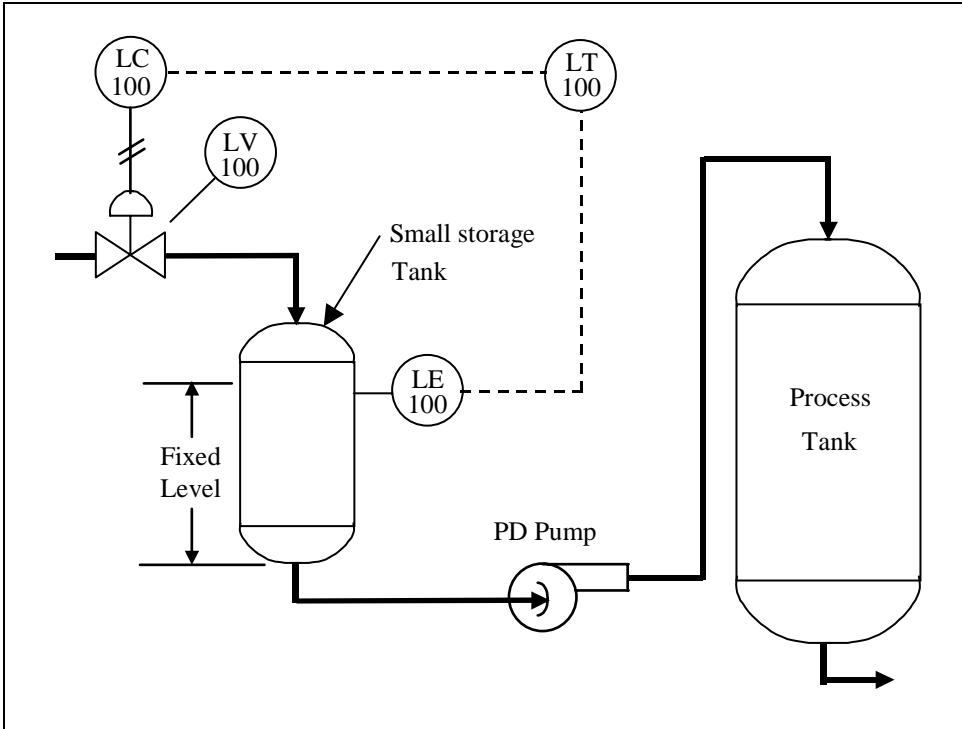 LC
100
LT
100
LV
100
Small storage
Tank
LE
100
Process
Tank
Fixed
Level
PD Pump